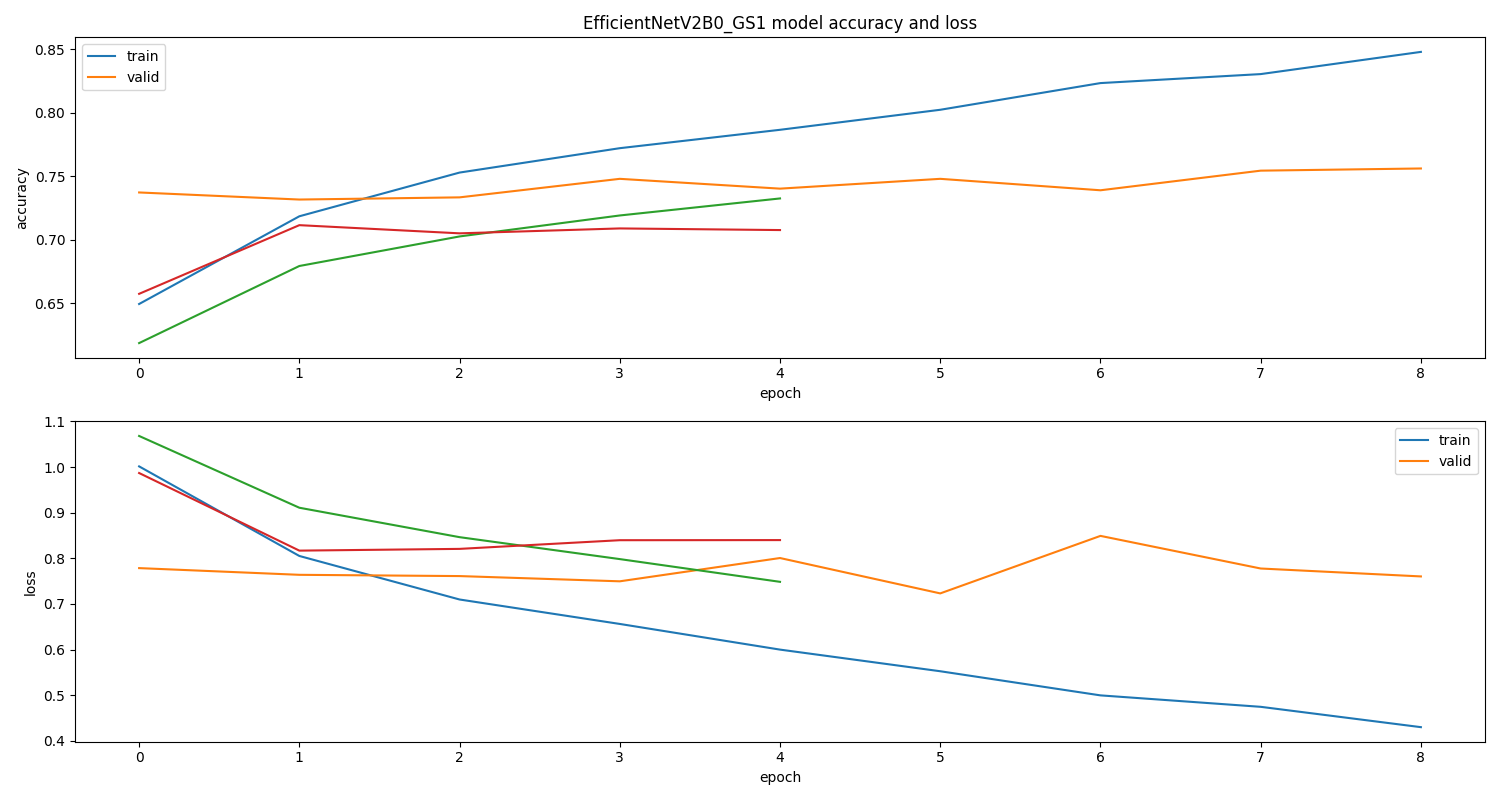 EfficientNetV2B0_GS1 model accuracy and loss
train
valid
0.85
0.80
0.75
0.70
0.65
accuracy
0 1 2 3 4 5 6 7 8
epoch
train
valid
1.1
1.0
0.9
0.8
0.7
0.6
0.5
0.4
loss
0 1 2 3 4 5 6 7 8
epoch